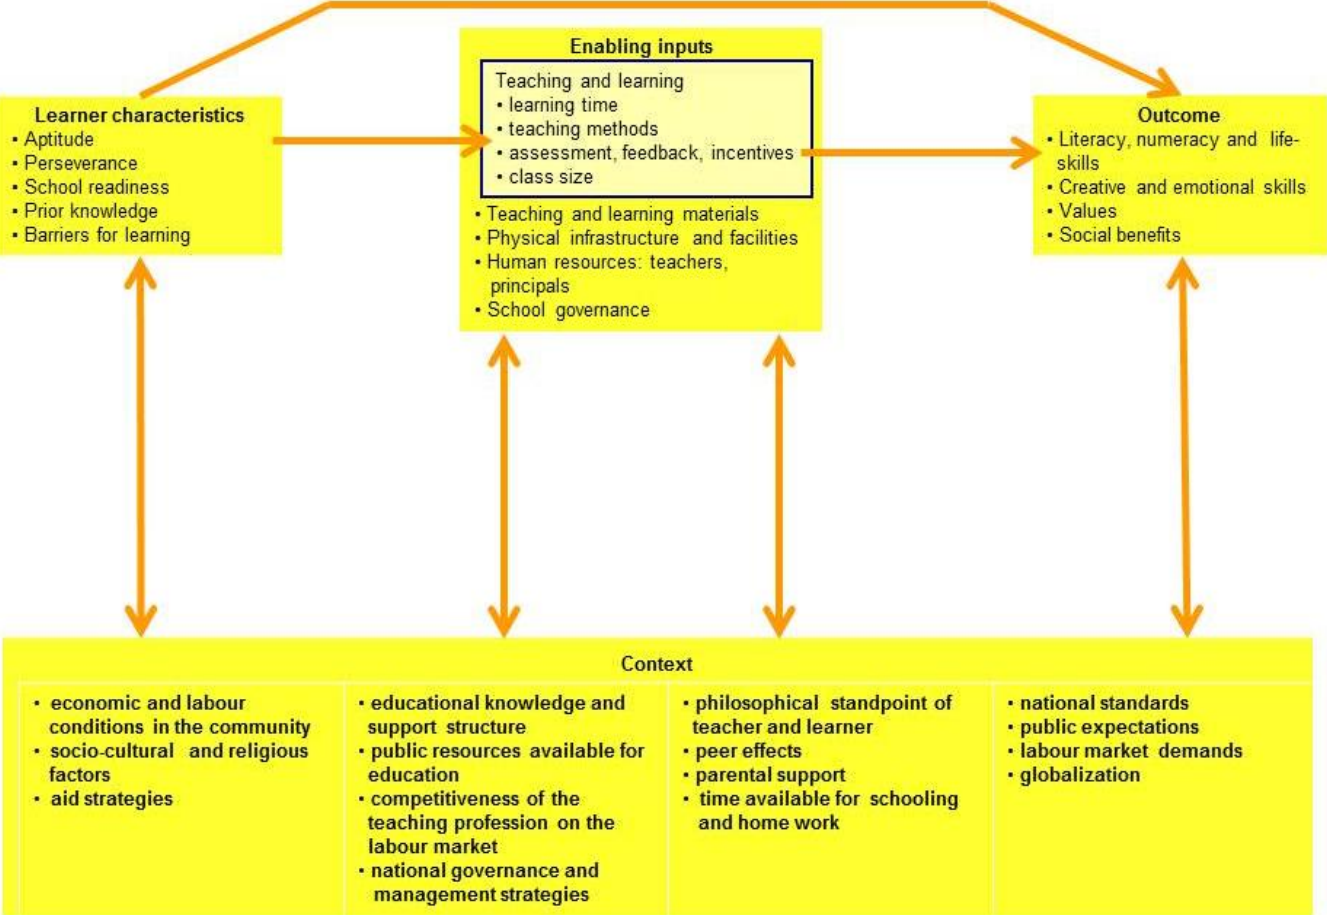 Enabling inputs
Teaching and learning
• learning time
• teaching methods
• assessment, feedback, incentives
• class size
• Teaching and learning materials
• Physical infrastructure and facilities
• Human resources: teachers,
principals
• School governance
Learner characteristics
• Aptitude
• Perseverance
• School readiness
• Prior knowledge
• Barriers for learning
Outcome
• Literacy, numeracy and life-
skills
• Creative and emotional skills
• Values
• Social benefits
Context
• economic and labour
conditions in the community
• socio-cultural and religious
factors
• aid strategies
• educational knowledge and
support structure
• public resources available for
education
• competitiveness of the
teaching profession on the
labour market
• national governance and
management strategies
• philosophical standpoint of
teacher and learner
• peer effects
• parental support
• time available for schooling
and home work
• national standards
• public expectations
• labour market demands
• globalization